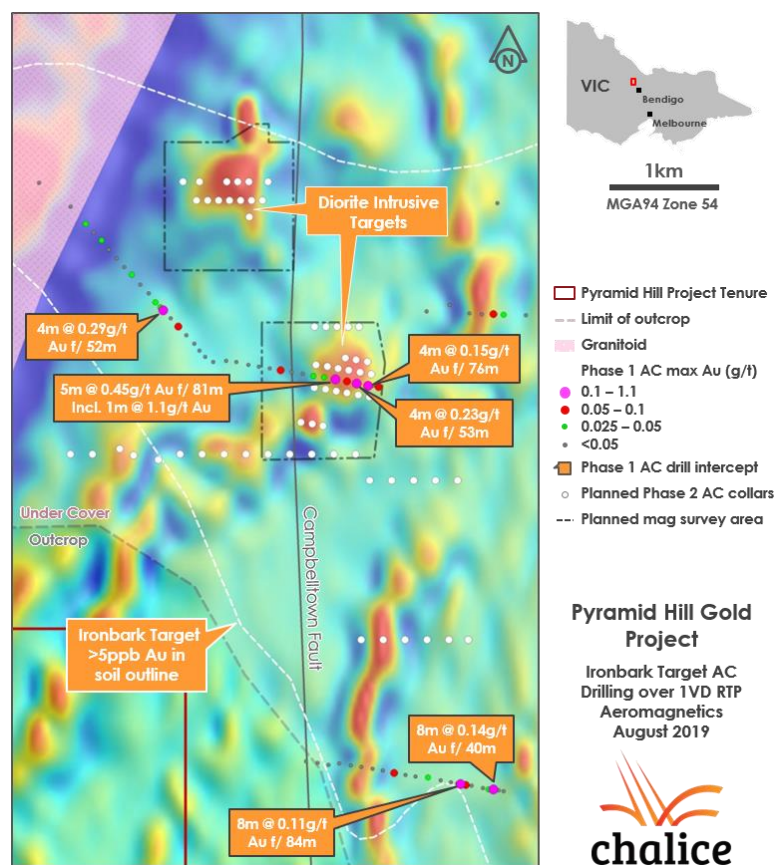 N
Diorite Intrusive
Targets
4m @ 0.29g/t
Au f/ 52m
4m @ 0.15g/t
Au f/ 76m
5m @ 0.45g/t Au f/ 81m
Incl. 1m @ 1.1g/t Au
4m @ 0.23g/t
Au f/ 53m
Under Cover
Outcrop
Campbelltown Fault
Ironbark Target
>5ppb Au in
soil outline
8m @ 0.14g/t
Au f/ 40m
8m @ 0.11g/t
Au f/ 84m
VIC
Bendigo
Melbourne
1km
MGA94 Zone 54
Pyramid Hill Project Tenure
Limit of outcrop
Granitoid
Phase 1 AC max Au (g/t)
0.1 – 1.1
0.05 – 0.1
0.025 – 0.05
<0.05
Phase 1 AC drill intercept
Planned Phase 2 AC collars
Planned mag survey area
Pyramid Hill Gold
Project
Ironbark Target AC
Drilling over 1VD RTP
Aeromagnetics
August 2019
chalice